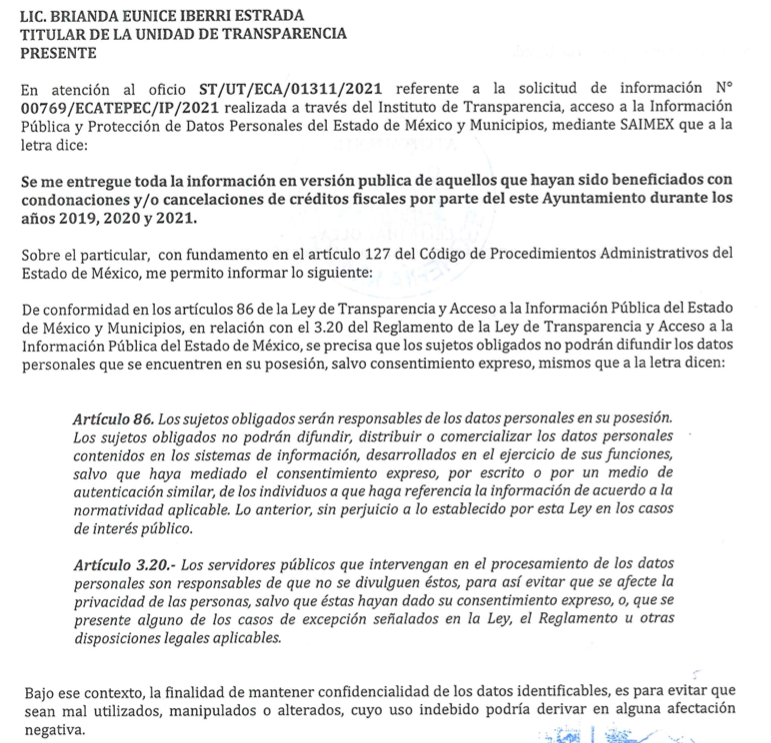 LIC. BRIANDA EUNICE IBERRI ESTRADA
TITULAR DE LA UNIDAD DE TRANSPARENCIA
PRESENTE
En atención al oficio ST/UT/ECA/01311/2021 referente a la solicitud de información N°
00769/ECATEPEC/IP/2021 realizada a través del Instituto de Transparencia, acceso a la Información
Pública y Protección de Datos Personales del Estado de México y Municipios, mediante SAIMEX que a la
letra dice:
Se me entregue toda la información en versión publica de aquellos que hayan sido beneficiados con
condonaciones y/o cancelaciones de créditos fiscales por parte del este Ayuntamiento durante los
años 2019, 2020 y 2021.
Sobre el particular, con fundamento en el artículo 127 del Código de Procedimientos Administrativos del
Estado de México, me permito informar lo siguiente:
De conformidad en los artículos 86 de la Ley de Transparencia y Acceso a la Información Pública del Estado
de México y Municipios, en relación con el 3.20 del Reglamento de la Ley de Transparencia y Acceso a la
Información Pública del Estado de México, se precisa que los sujetos obligados no podrán difundir los datos
personales que se encuentren en su posesión, salvo consentimiento expreso, mismos que a la letra dicen:
Artículo 86. Los sujetos obligados serán responsables de los datos personales en su posesión.
Los sujetos obligados no podrán difundir, distribuir o comercializar los datos personales
contenidos en los sistemas de información, desarrollados en el ejercicio de sus funciones,
salvo que haya mediado el consentimiento expreso, por escrito o por un medio de
autenticación similar, de los individuos a que haga referencia la información de acuerdo a la
normatividad aplicable. Lo anterior, sin perjuicio a lo establecido por esta Ley en los casos
de interés público.
Artículo 3.20.- Los servidores públicos que intervengan en el procesamiento de los datos
personales son responsables de que no se divulguen éstos, para así evitar que se afecte la
privacidad de las personas, salvo que éstas hayan dado su consentimiento expreso, o, que se
presente alguno de los casos de excepción señalados en la Ley, el Reglamento u otras
disposiciones legales aplicables.
Bajo ese contexto, la finalidad de mantener confidencialidad de los datos identificables, es para evitar que
sean mal utilizados, manipulados o alterados, cuyo uso indebido podría derivar en alguna afectación
negativa.